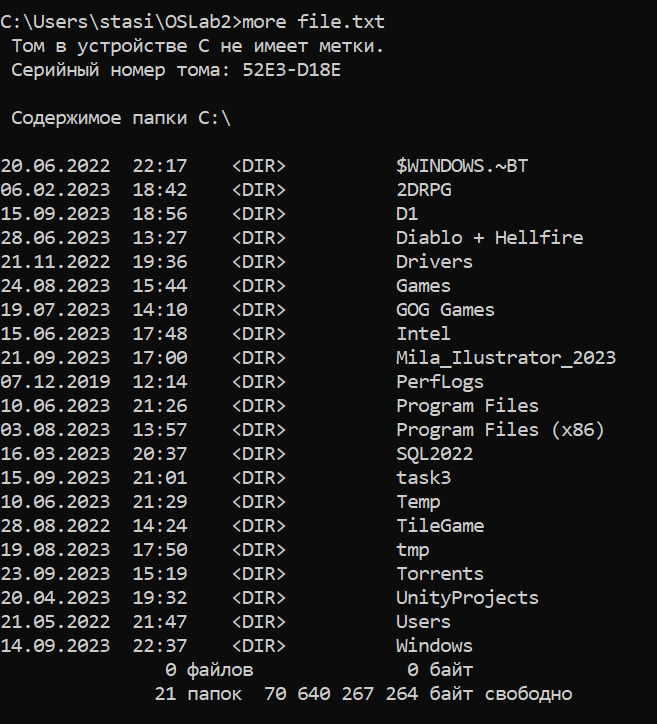 C:\Users\stasi\OSLab2>more file.txt
 Том в устройстве C не имеет метки.
 Серийный номер тома: 52E3-D18E

 Содержимое папки C:\

20.06.2022  22:17    <DIR>          $WINDOWS.~BT
06.02.2023  18:42    <DIR>          2DRPG
15.09.2023  18:56    <DIR>          D1
28.06.2023  13:27    <DIR>          Diablo + Hellfire
21.11.2022  19:36    <DIR>          Drivers
24.08.2023  15:44    <DIR>          Games
19.07.2023  14:10    <DIR>          GOG Games
15.06.2023  17:48    <DIR>          Intel
21.09.2023  17:00    <DIR>          Mila_Ilustrator_2023
07.12.2019  12:14    <DIR>          PerfLogs
10.06.2023  21:26    <DIR>          Program Files
03.08.2023  13:57    <DIR>          Program Files (x86)
16.03.2023  20:37    <DIR>          SQL2022
15.09.2023  21:01    <DIR>          task3
10.06.2023  21:29    <DIR>          Temp
28.08.2022  14:24    <DIR>          TileGame
19.08.2023  17:50    <DIR>          tmp
23.09.2023  15:19    <DIR>          Torrents
20.04.2023  19:32    <DIR>          UnityProjects
21.05.2022  21:47    <DIR>          Users
14.09.2023  22:37    <DIR>          Windows
               0 файлов              0 байт
              21 папок  70 640 267 264 байт свободно